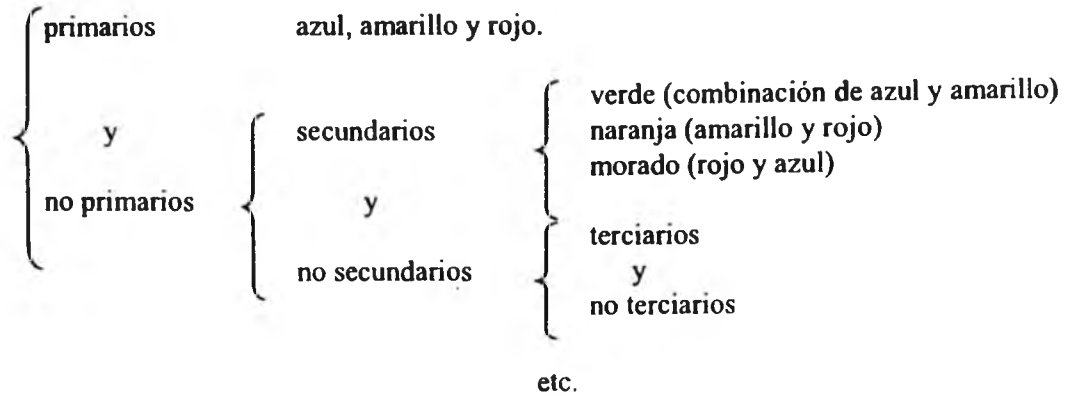 primarios azul, amarillo y rojo.
verde (combinación de azul y amarillo)
y secundarios naranja (amarillo y rojo)
morado (rojo y azul)
no primarios y
terciarios
no secundarios y
no terciarios
etc.